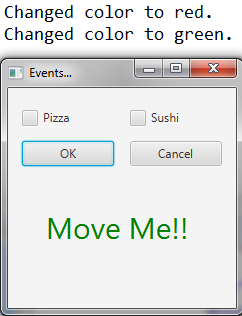 Changed color to red.
Changed color to green.
Events...
Pizza Sushi
OK Cancel
Move Me!!